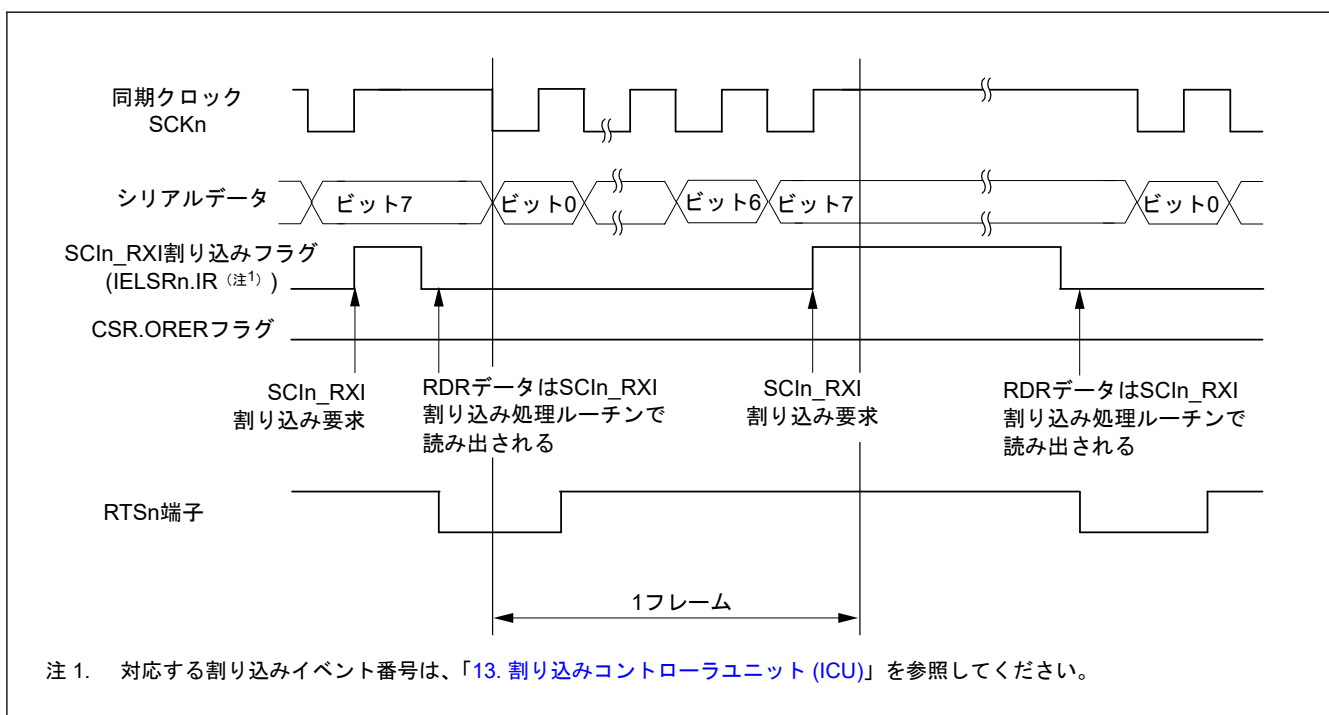 同期クロック
SCKn
シリアルデータ
ビット7
ビット0
ビット6
ビット7
ビット0
SCIn_RXI割り込みフラグ
(IELSRn.IR (注1) )
CSR.ORERフラグ
SCIn_RXI
割り込み要求
RDRデータはSCIn_RXI
割り込み処理ルーチンで
読み出される
SCIn_RXI
割り込み要求
RDRデータはSCIn_RXI
割り込み処理ルーチンで
読み出される
RTSn端子
1フレーム
注 1. 対応する割り込みイベント番号は、「13. 割り込みコントローラユニット (ICU)」を参照してください。